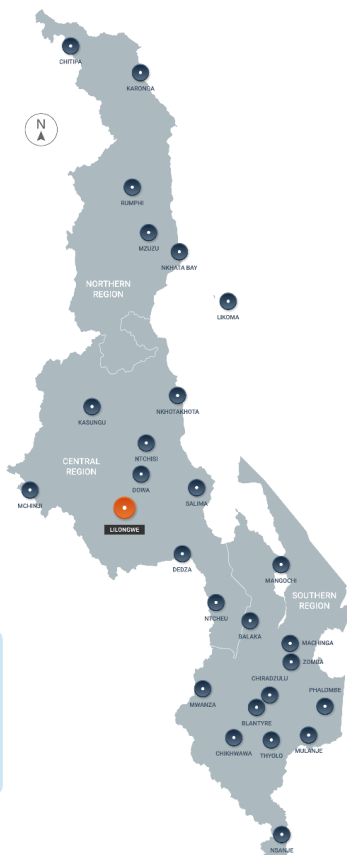 CHITIPA
KARONGA
N
RUMPHI
MZUZU
NKHATA BAY
NORTHERN
REGION
LIKOMA
NKHOTAKHOTA
KASUNGU
NTCHISI
CENTRAL
REGION
DOWA
MCHINJI
SALIMA
LILONGWE
DEDZA
MANGOCHI
SOUTHERN
REGION
NTCHEU
BALAKA
MACHINGA
ZOMBA
CHIRADZULU
PHALOMBE
MWANZA
BLANTYRE
CHIKHWAWA
THYOLO
MULANJE
NSANJE